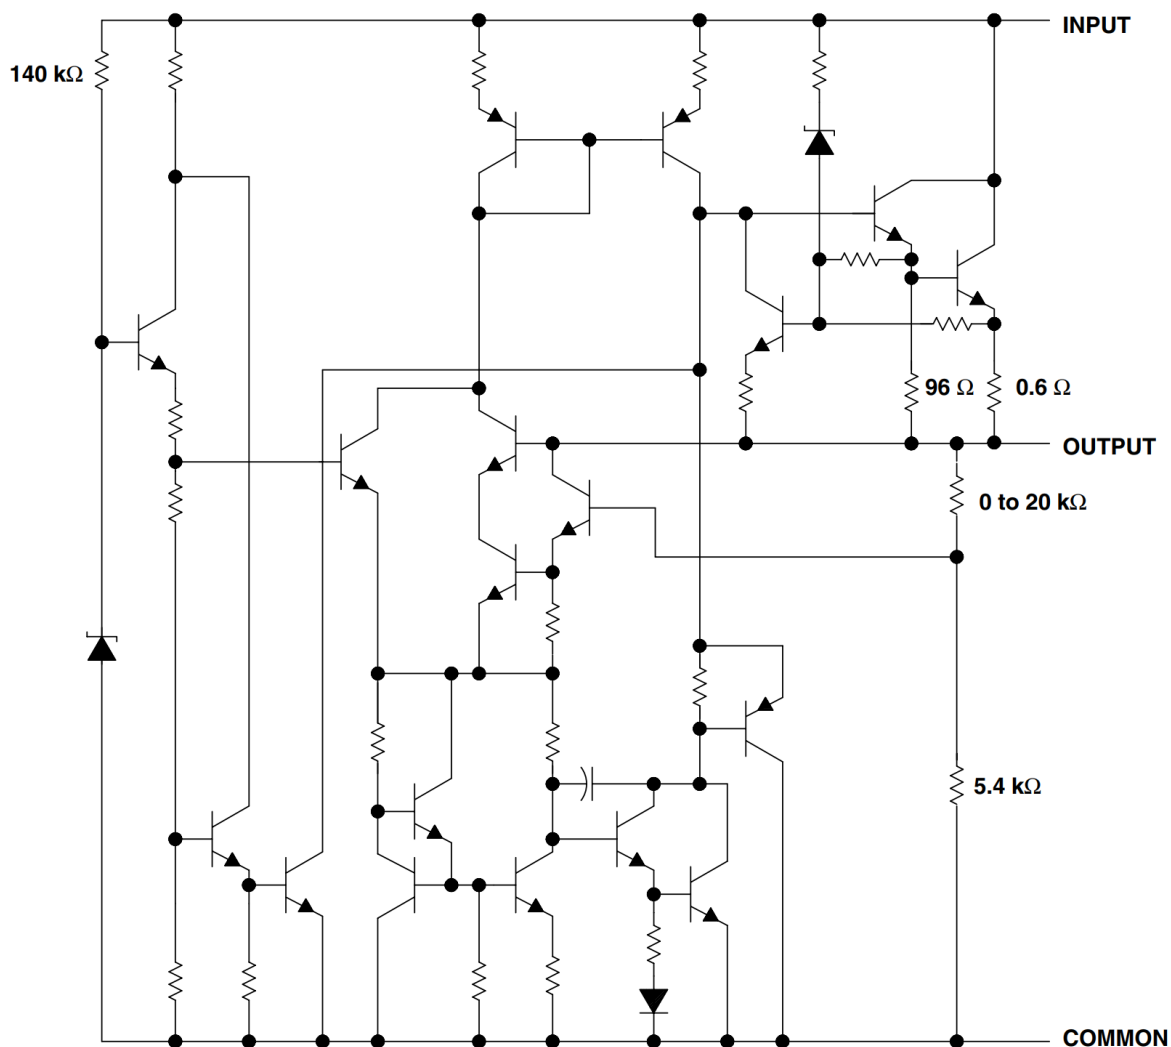 INPUT
140 kΩ
96 Ω
0.6 Ω
OUTPUT
0 to 20 kΩ
5.4 kΩ
COMMON